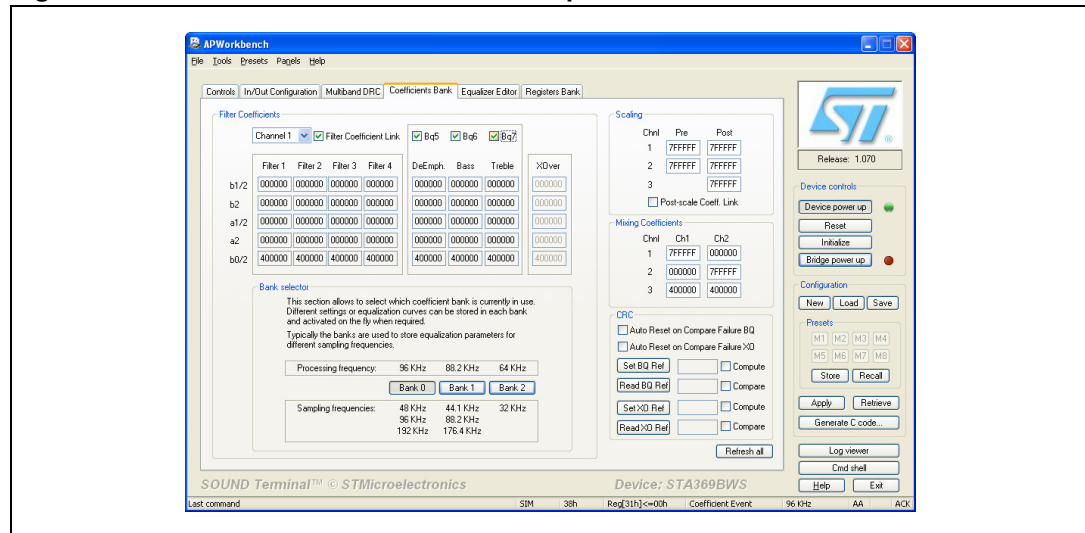 APWorkbench
File Tools Presets Panels Help
Controls In/Out Configuration Multiband DRC Coefficients Bank Equalizer Editor Registers Bank
Filter Coefficients
Channel 1 Filter Coefficient Link Bq5 Bq6 Bq7
Filter 1 Filter 2 Filter 3 Filter 4 DeEmph. Bass Treble XOver
b1/2 000000 000000 000000 000000 000000 000000 000000 000000
b2 000000 000000 000000 000000 000000 000000 000000 000000
a1/2 000000 000000 000000 000000 000000 000000 000000 000000
a2 000000 000000 000000 000000 000000 000000 000000 000000
b0/2 400000 400000 400000 400000 400000 400000 400000 400000
Bank selector
This section allows to select which coefficient bank is currently in use.
Different settings or equalization curves can be stored in each bank
and activated on the fly when required.
Typically the banks are used to store equalization parameters for
different sampling frequencies.
Processing frequency: 96 KHz 88.2 KHz 64 KHz
Bank 0 Bank 1 Bank 2
Sampling frequencies: 48 KHz 44.1 KHz 32 KHz
96 KHz 88.2 KHz
192 KHz 176.4 KHz
Scaling
Chnl Pre Post
1 7FFFFF 7FFFFF
2 7FFFFF 7FFFFF
3 7FFFFF
Post-scale Coeff. Link
Mixing Coefficients
Chnl Ch1 Ch2
1 7FFFFF 000000
2 000000 7FFFFF
3 400000 400000
CRC
Auto Reset on Compare Failure BQ
Auto Reset on Compare Failure XO
Set BQ Ref Compute
Read BQ Ref Compare
Set XO Ref Compute
Read XO Ref Compare
Refresh all
ST
Release: 1.070
Device controls
Device power up
Reset
Initialize
Bridge power up
Configuration
New Load Save
Presets
M1 M2 M3 M4
M5 M6 M7 M8
Store Recall
Apply Retrieve
Generate C code...
Log viewer
Cmd shell
Help Exit
SOUND Terminal™ © STMicroelectronics Device: STA369BWS
Last command SIM 38h Reg[31h]<=00h Coefficient Event 96 KHz AA ACK